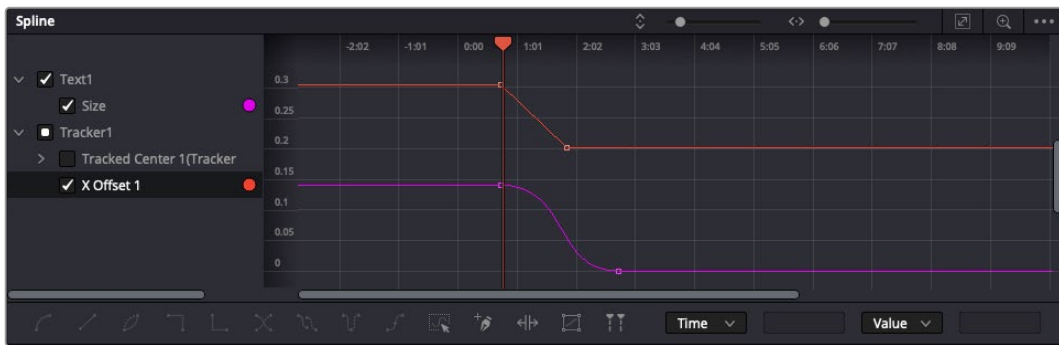 Spline
-2:02 -1:01 0:00 1:01 2:02 3:03 4:04 5:05 6:06 7:07 8:08 9:09
Text1
Size
Tracker1
Tracked Center 1(Tracker
X Offset 1
0.3
0.25
0.2
0.15
0.1
0.05
0
Time
Value